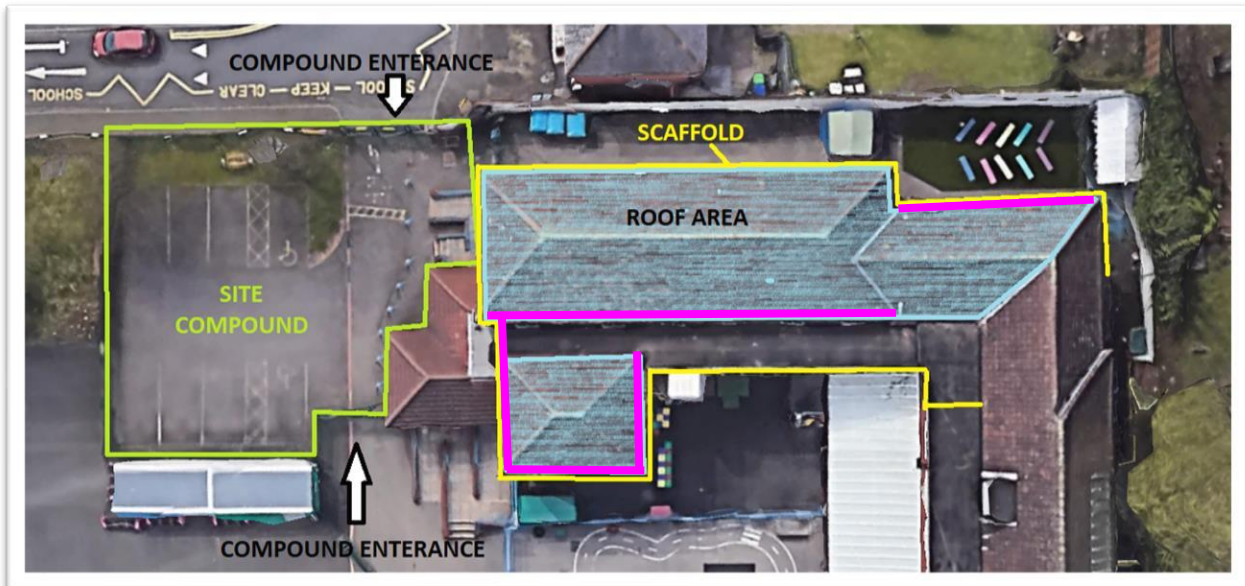 COMPOUND ENTERANCE
SCHOOL — KEEP — CLEAR
SCHOOL
SCAFFOLD
ROOF AREA
SITE
COMPOUND
COMPOUND ENTERANCE